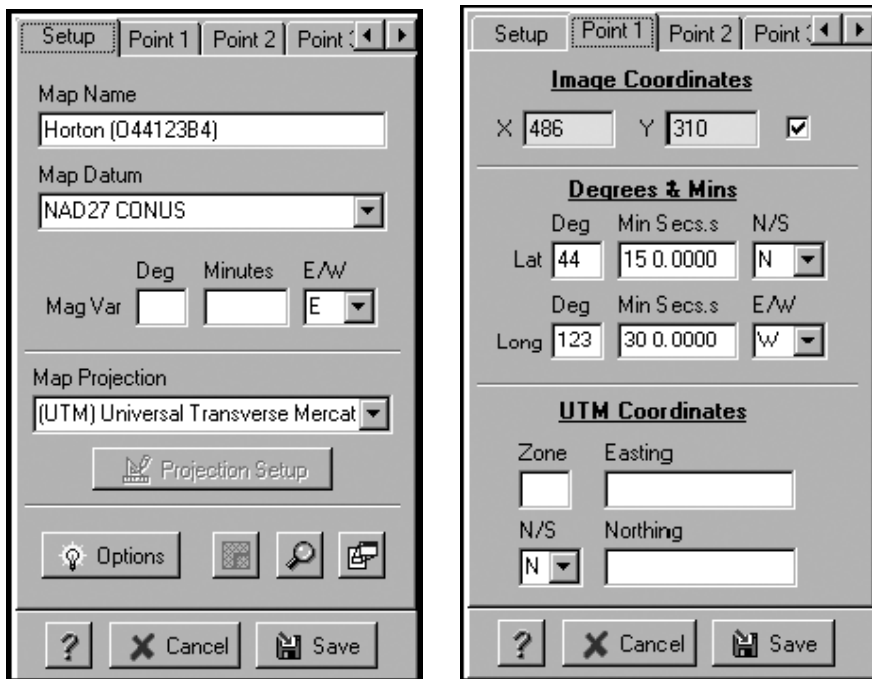 Setup Point 1 Point 2 Point 3
Map Name
Horton (O44123B4)
Map Datum
NAD27 CONUS
Deg Minutes E/W
Mag Var E
Map Projection
(UTM) Universal Transverse Mercat
Projection Setup
Options
? Cancel Save
Setup Point 1 Point 2 Point
Image Coordinates
X 486 Y 310
Degrees & Mins
Deg Min Secs.s N/S
Lat 44 15 0.0000 N
Deg Min Secs.s E/W
Long 123 30 0.0000 W
UTM Coordinates
Zone Easting
N/S Northing
N
? Cancel Save